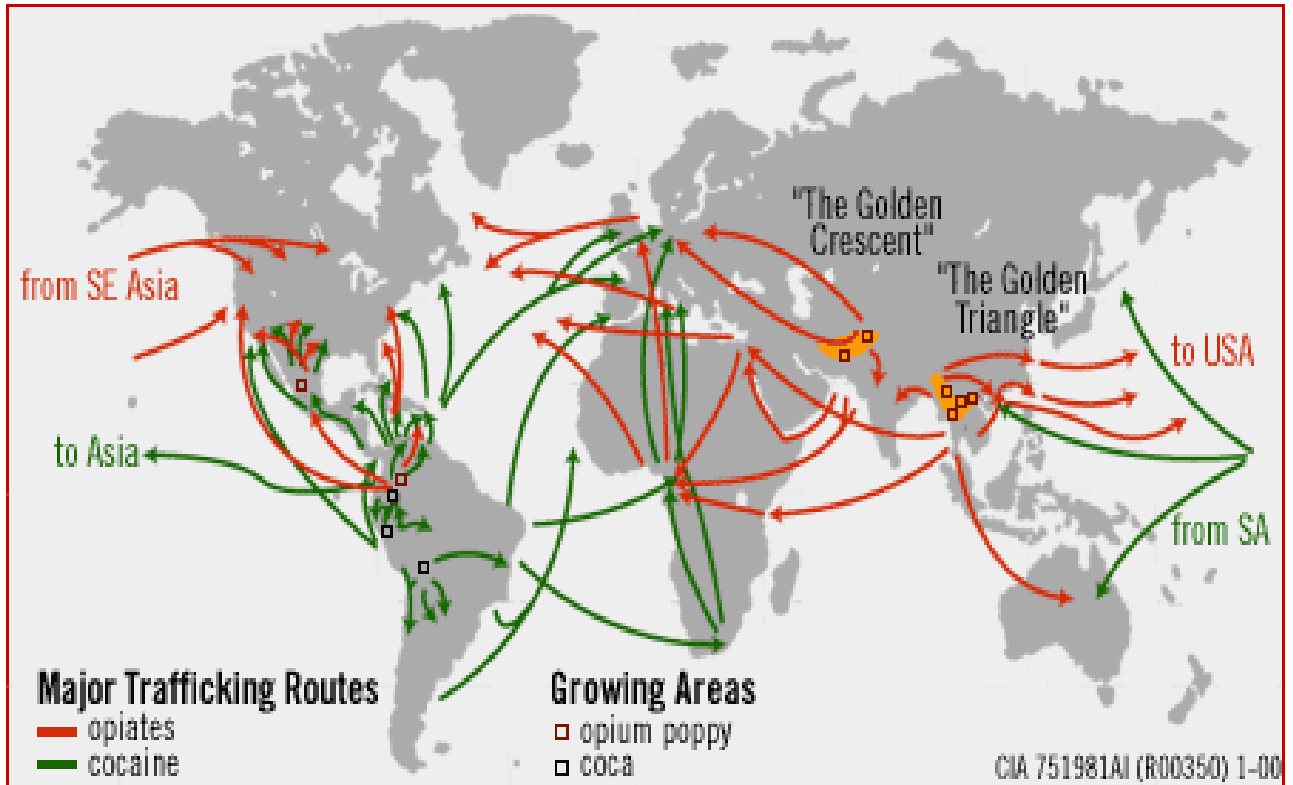 "The Golden
Crescent"
"The Golden
Triangle"
from SE Asia
to USA
to Asia
from SA
Major Trafficking Routes
opiates
cocaine
Growing Areas
opium poppy
coca
CIA 751981AI (R00350) 1-00